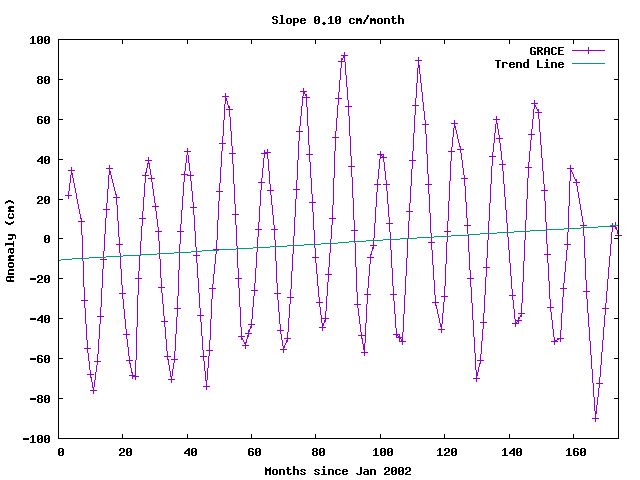 Slope 0.10 cm/month
GRACE
Trend Line
Anomaly (cm)
100
80
60
40
20
0
-20
-40
-60
-80
-100
0 20 40 60 80 100 120 140 160
Months since Jan 2002